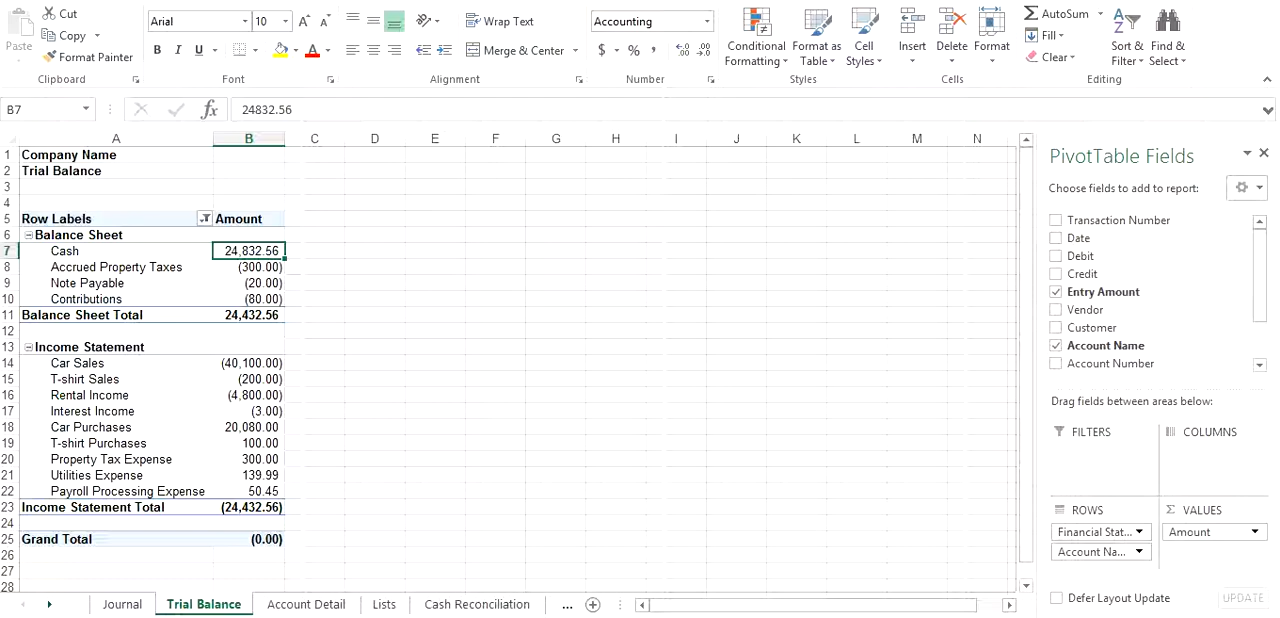 Cut
Copy
Paste
Format Painter
Clipboard
Arial 10 A A
B I U A
Font
Wrap Text
Merge & Center
Alignment
Accounting
$ % , .00
Number
Conditional Formatting
Format as Table
Cell Styles
Styles
Insert Delete Format
Cells
AutoSum
Fill
Clear
Sort & Filter
Find & Select
Editing
B7 fx 24832.56
A B C D E F G H I J K L M N
1 Company Name
2 Trial Balance
3
4
5 Row Labels Amount
6 Balance Sheet
7 Cash 24,832.56
8 Accrued Property Taxes (300.00)
9 Note Payable (20.00)
10 Contributions (80.00)
11 Balance Sheet Total 24,432.56
12
13 Income Statement
14 Car Sales (40,100.00)
15 T-shirt Sales (200.00)
16 Rental Income (4,800.00)
17 Interest Income (3.00)
18 Car Purchases 20,080.00
19 T-shirt Purchases 100.00
20 Property Tax Expense 300.00
21 Utilities Expense 139.99
22 Payroll Processing Expense 50.45
23 Income Statement Total (24,432.56)
24
25 Grand Total (0.00)
26
27
28
Journal Trial Balance Account Detail Lists Cash Reconciliation ...
PivotTable Fields
Choose fields to add to report:
Transaction Number
Date
Debit
Credit
Entry Amount
Vendor
Customer
Account Name
Account Number
Drag fields between areas below:
FILTERS COLUMNS
ROWS Σ VALUES
Financial Stat... Amount
Account Na...
Defer Layout Update UPDATE